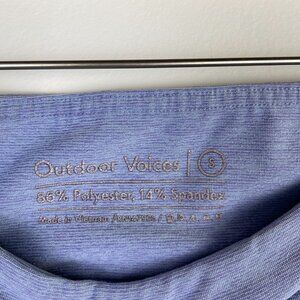 Outdoor Voices | S
86% Polyester, 14% Spandex
Made in Vietnam